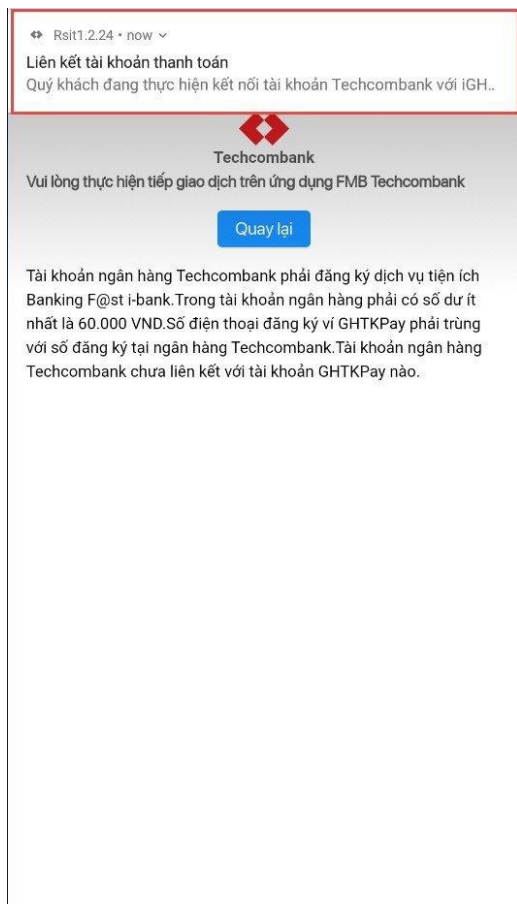 Rsit1.2.24 • now
Liên kết tài khoản thanh toán
Quý khách đang thực hiện kết nối tài khoản Techcombank với iGH..
Techcombank
Vui lòng thực hiện tiếp giao dịch trên ứng dụng FMB Techcombank
Quay lại
Tài khoản ngân hàng Techcombank phải đăng ký dịch vụ tiện ích
Banking F@st i-bank.Trong tài khoản ngân hàng phải có số dư ít
nhất là 60.000 VND.Số điện thoại đăng ký ví GHTKPay phải trùng
với số đăng ký tại ngân hàng Techcombank.Tài khoản ngân hàng
Techcombank chưa liên kết với tài khoản GHTKPay nào.